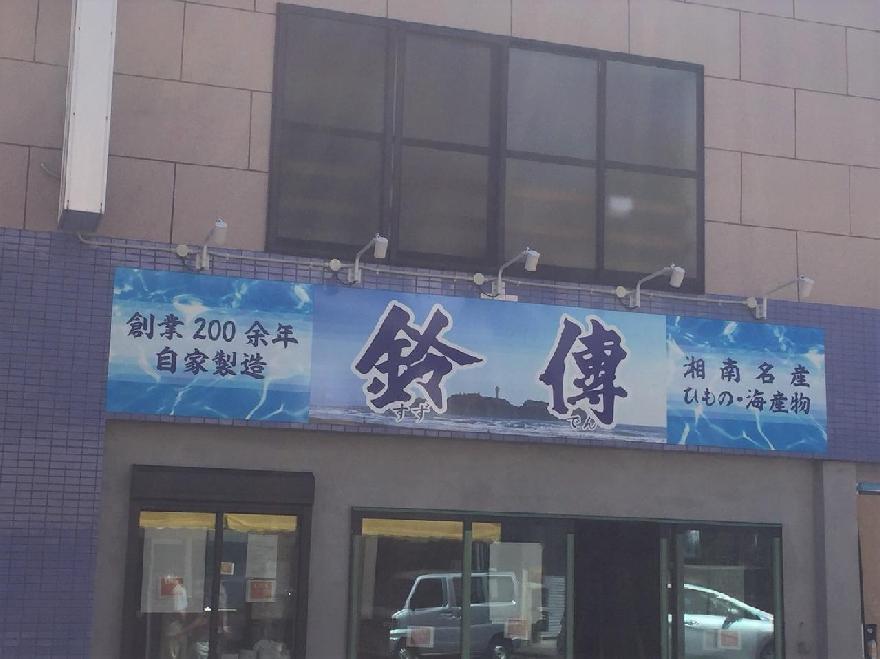 創業200余年
自家製造
鈴傳
すず でん
湘南名産
ひもの・海産物